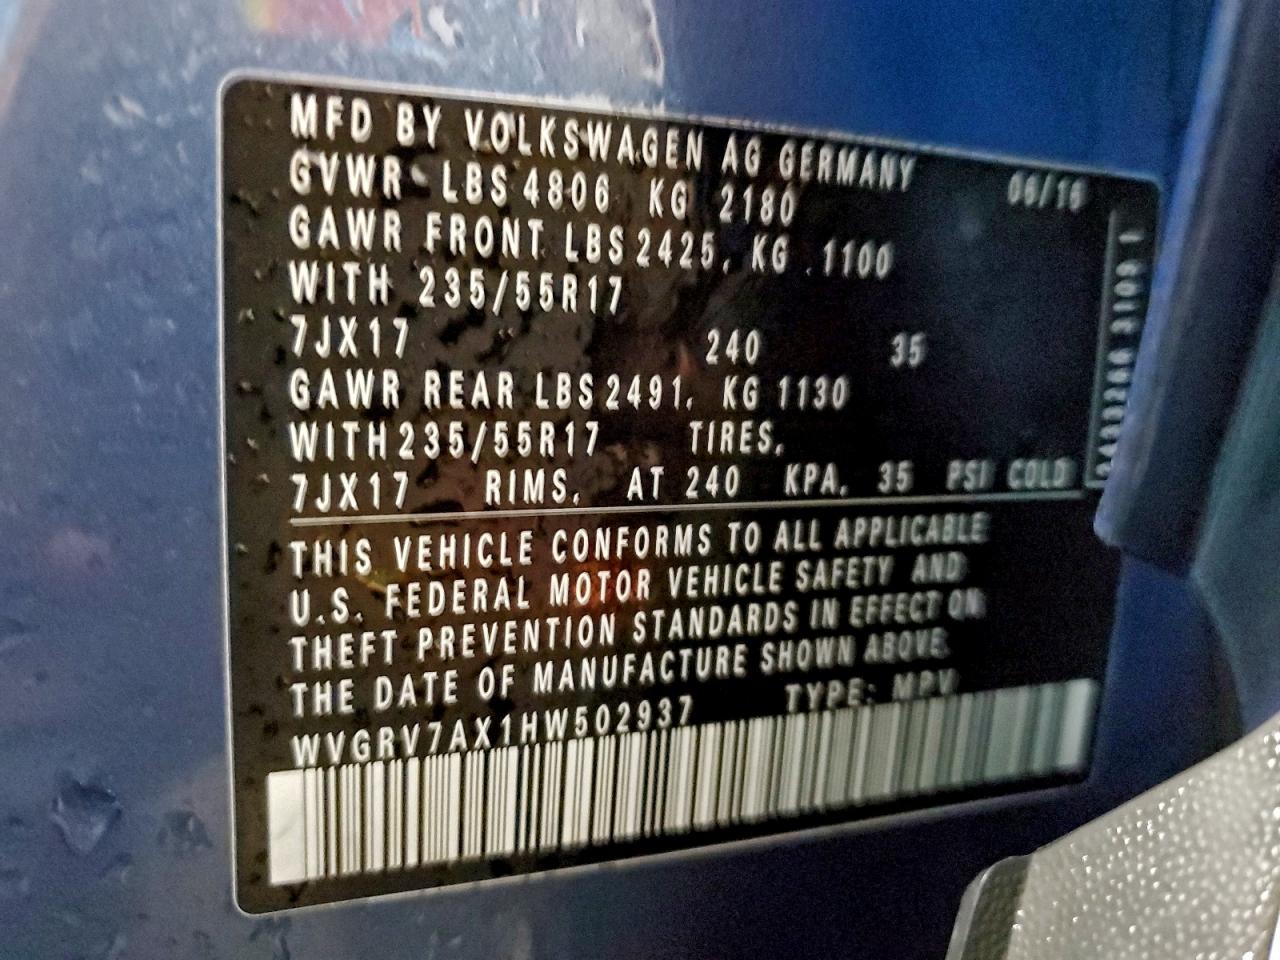 MFD BY VOLKSWAGEN AG GERMANY
06/16
GVWR LBS 4806 KG 2180
GAWR FRONT LBS 2425, KG 1100
WITH 235/55R17
7JX17 240 35
GAWR REAR LBS 2491, KG 1130
WITH 235/55R17 TIRES,
7JX17 RIMS, AT 240 KPA, 35 PSI COLD
THIS VEHICLE CONFORMS TO ALL APPLICABLE
U.S. FEDERAL MOTOR VEHICLE SAFETY AND
THEFT PREVENTION STANDARDS IN EFFECT ON
THE DATE OF MANUFACTURE SHOWN ABOVE.
WVGRV7AX1HW502937 TYPE: MPV